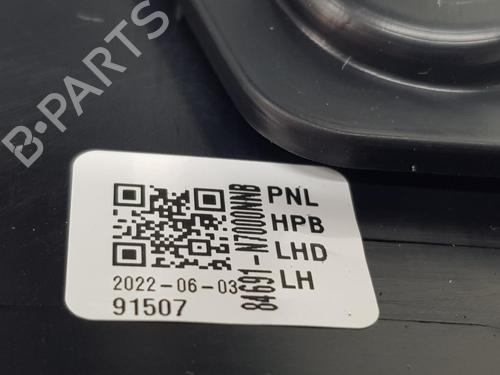 B-PARTS
2022-06-03
91507
84691-N7000NNB
PNL
HPB
LHD
LH